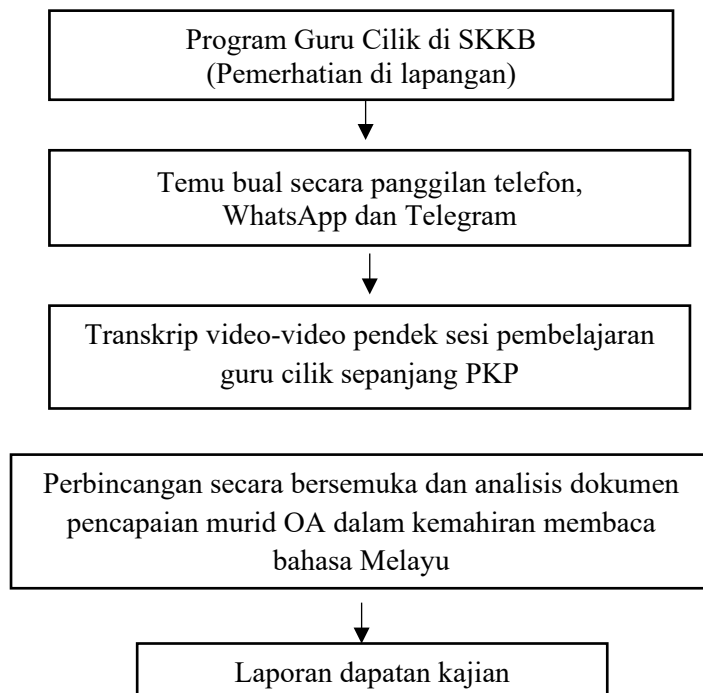 Program Guru Cilik di SKKB
(Pemerhatian di lapangan)
Temu bual secara panggilan telefon,
WhatsApp dan Telegram
Transkrip video-video pendek sesi pembelajaran
guru cilik sepanjang PKP
Perbincangan secara bersemuka dan analisis dokumen
pencapaian murid OA dalam kemahiran membaca
bahasa Melayu
Laporan dapatan kajian